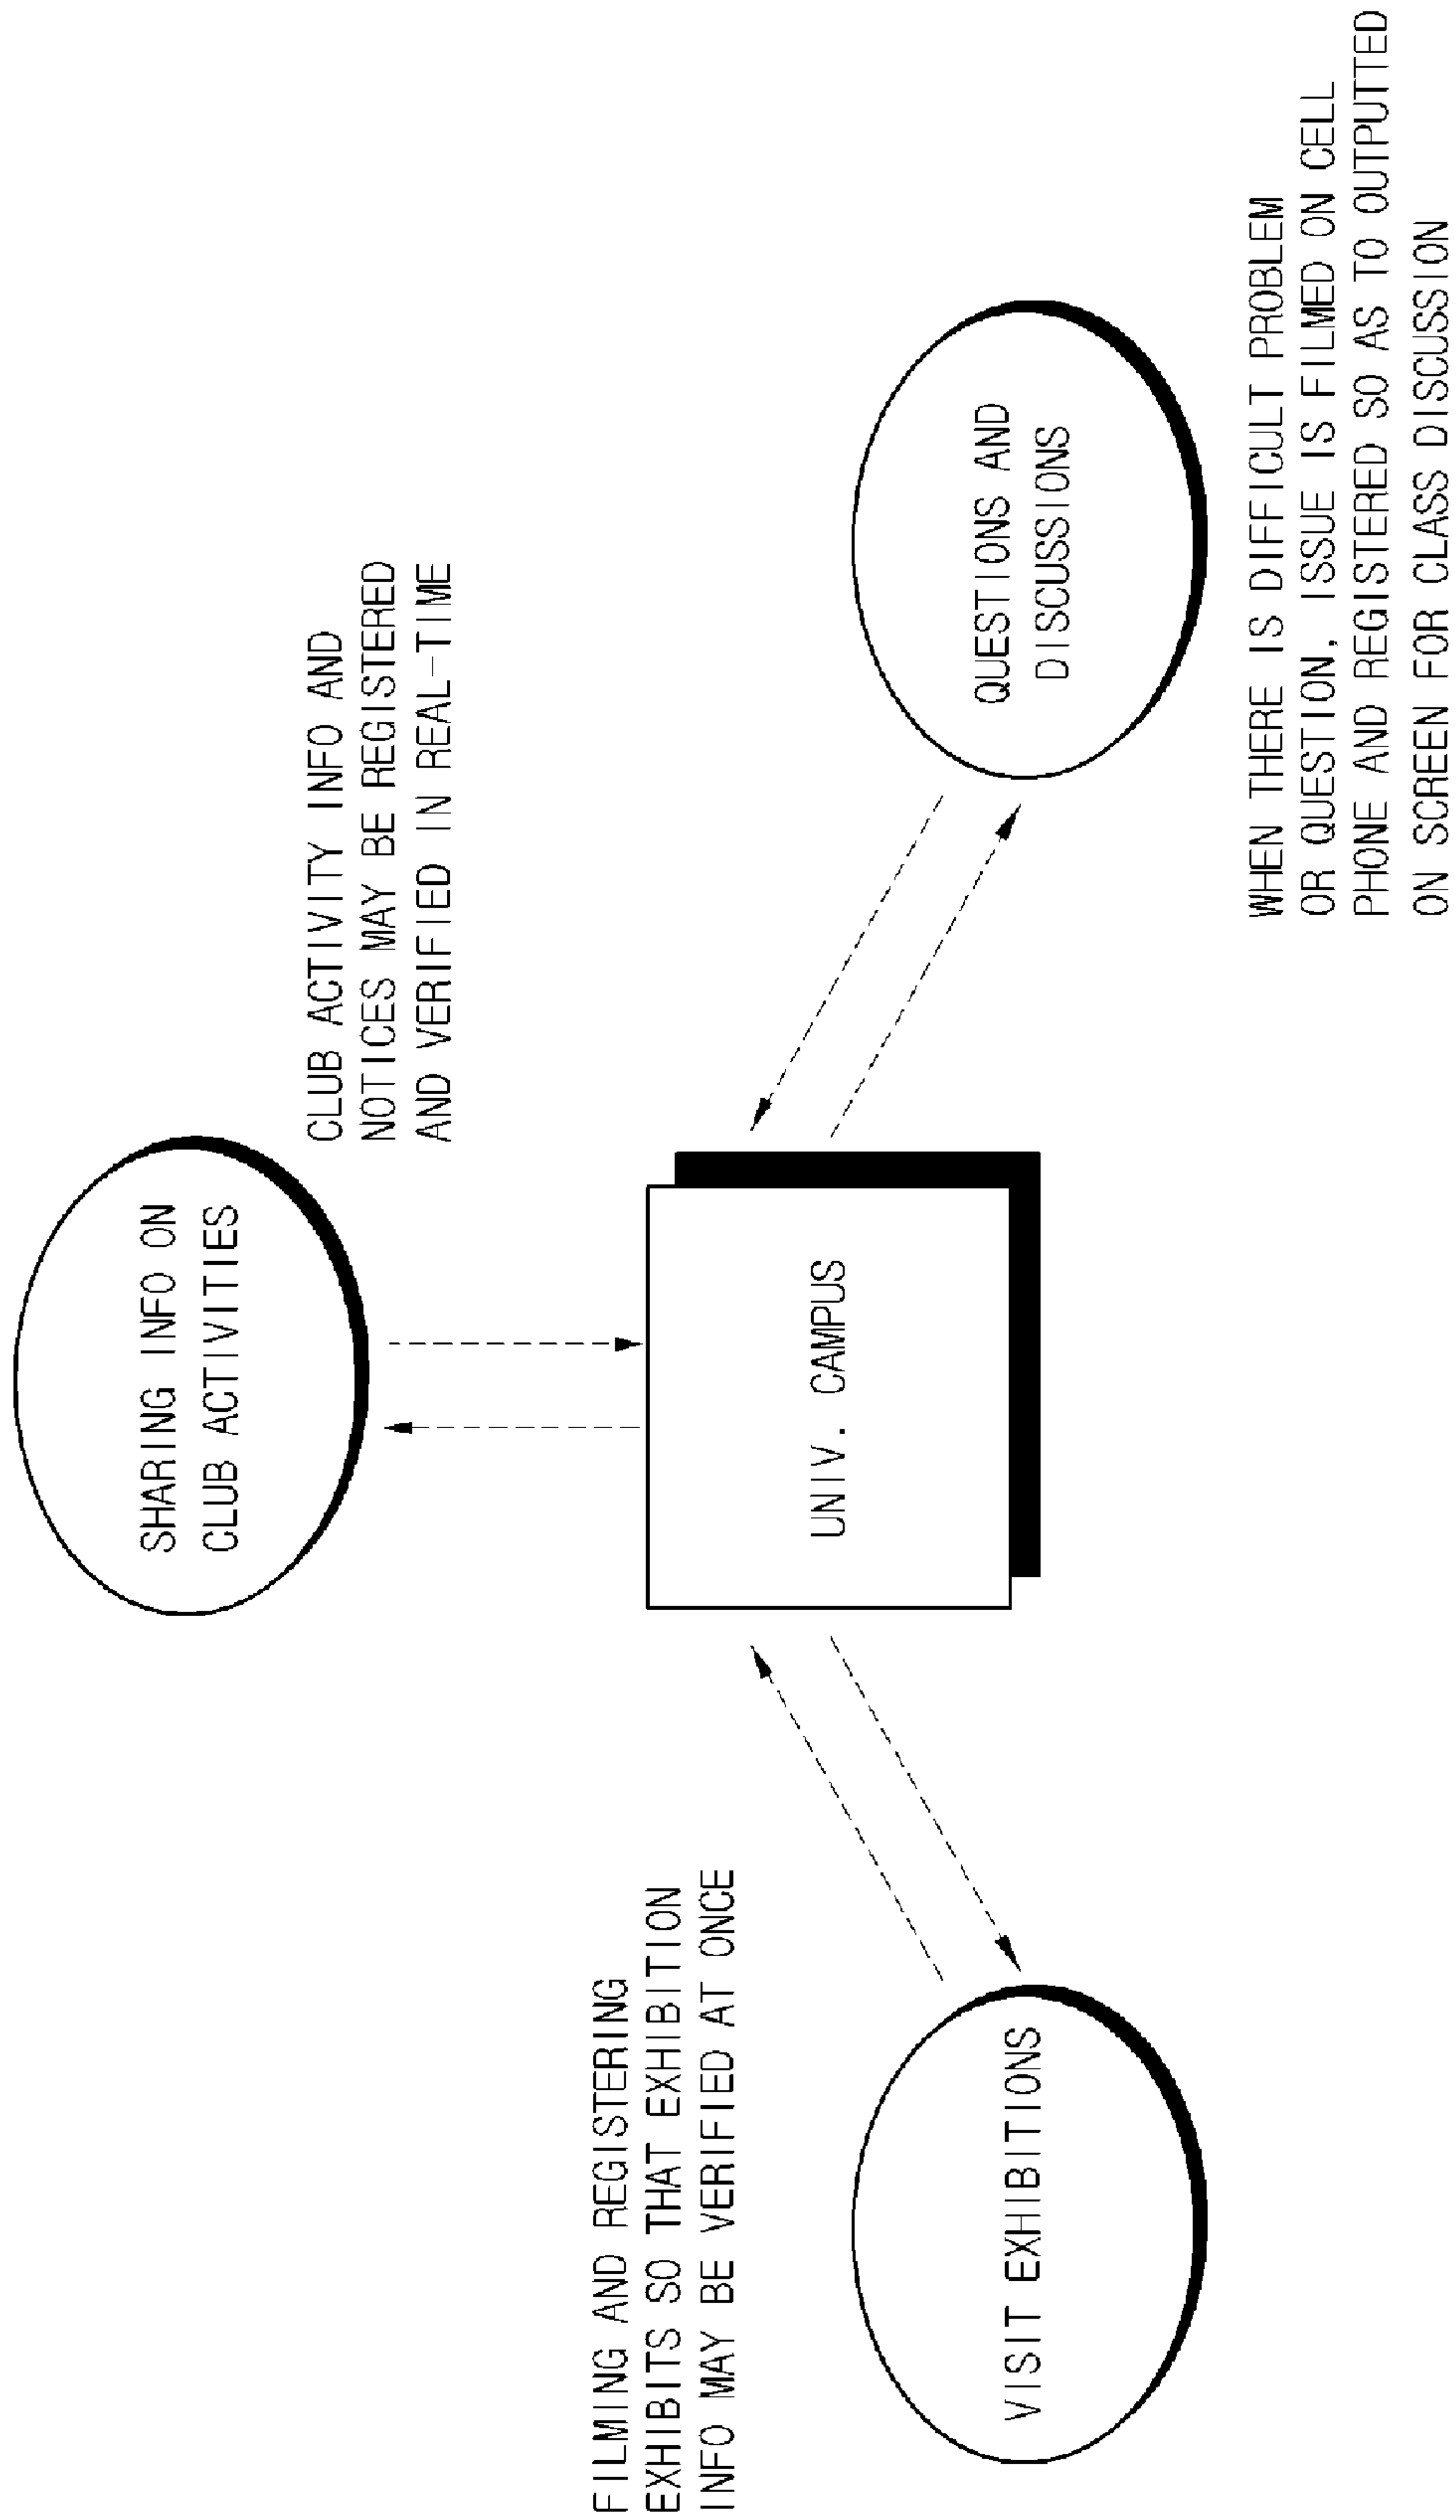 SHARING INFO ON
CLUB ACTIVITIES
CLUB ACTIVITY INFO AND
NOTICES MAY BE REGISTERED
AND VERIFIED IN REAL-TIME
FILMING AND REGISTERING
EXHIBITS SO THAT EXHIBITION
INFO MAY BE VERIFIED AT ONCE
UNIV. CAMPUS
VISIT EXHIBITIONS
QUESTIONS AND
DISCUSSIONS
WHEN THERE IS DIFFICULT PROBLEM
OR QUESTION, ISSUE IS FILMED ON CELL
PHONE AND REGISTERED SO AS TO OUTPUTTED
ON SCREEN FOR CLASS DISCUSSION